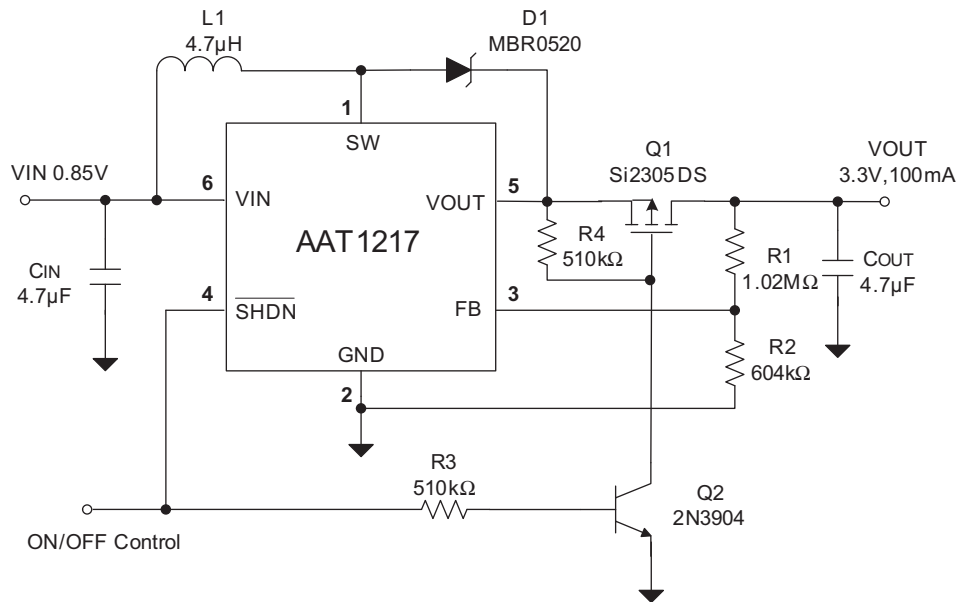 L1
4.7µH
D1
MBR0520
1
SW
VIN 0.85V
6
VIN
VOUT
5
Q1
Si2305DS
VOUT
3.3V,100mA
AAT1217
R4
510kΩ
R1
1.02MΩ
COUT
4.7µF
CIN
4.7µF
4
SHDN
FB
3
GND
2
R2
604kΩ
R3
510kΩ
Q2
2N3904
ON/OFF Control